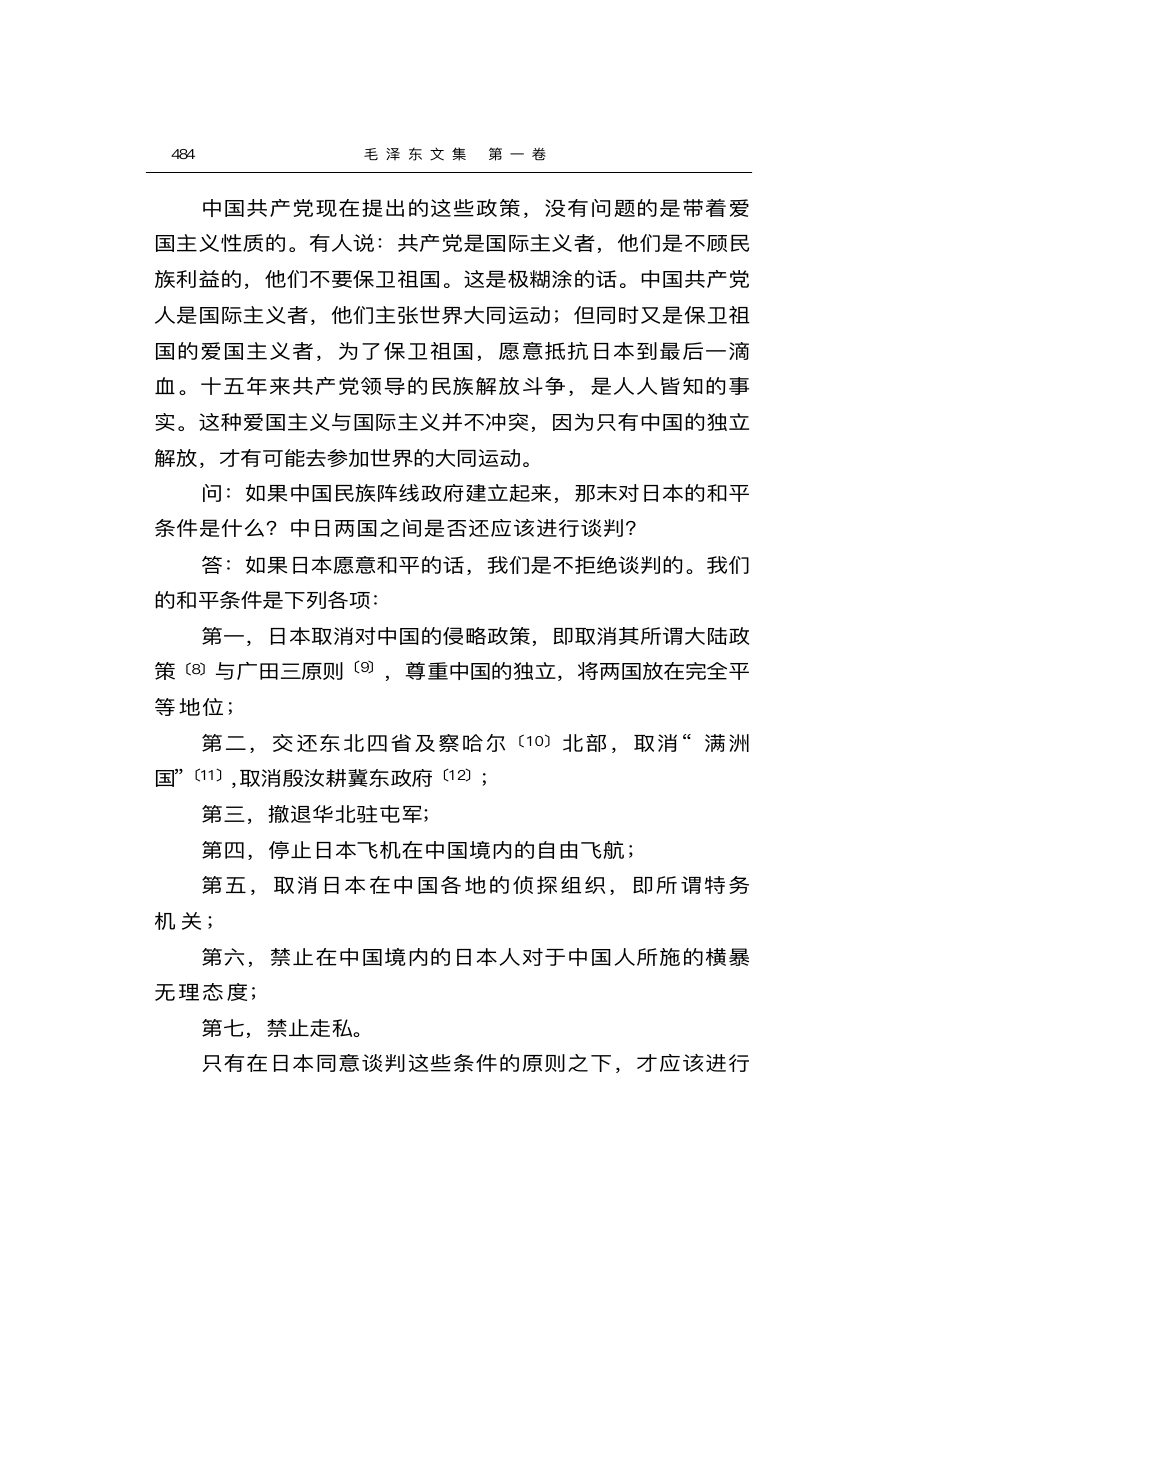 484 毛泽东文集 第一卷
中国共产党现在提出的这些政策，没有问题的是带着爱
国主义性质的。有人说：共产党是国际主义者，他们是不顾民
族利益的，他们不要保卫祖国。这是极糊涂的话。中国共产党
人是国际主义者，他们主张世界大同运动；但同时又是保卫祖
国的爱国主义者，为了保卫祖国，愿意抵抗日本到最后一滴
血。十五年来共产党领导的民族解放斗争，是人人皆知的事
实。这种爱国主义与国际主义并不冲突，因为只有中国的独立
解放，才有可能去参加世界的大同运动。
问：如果中国民族阵线政府建立起来，那末对日本的和平
条件是什么？中日两国之间是否还应该进行谈判？
答：如果日本愿意和平的话，我们是不拒绝谈判的。我们
的和平条件是下列各项：
第一，日本取消对中国的侵略政策，即取消其所谓大陆政
策〔8〕与广田三原则〔9〕，尊重中国的独立，将两国放在完全平
等地位；
第二，交还东北四省及察哈尔〔10〕北部，取消“满洲
国”〔11〕,取消殷汝耕冀东政府〔12〕；
第三，撤退华北驻屯军；
第四，停止日本飞机在中国境内的自由飞航；
第五，取消日本在中国各地的侦探组织，即所谓特务
机关；
第六，禁止在中国境内的日本人对于中国人所施的横暴
无理态度；
第七，禁止走私。
只有在日本同意谈判这些条件的原则之下，才应该进行